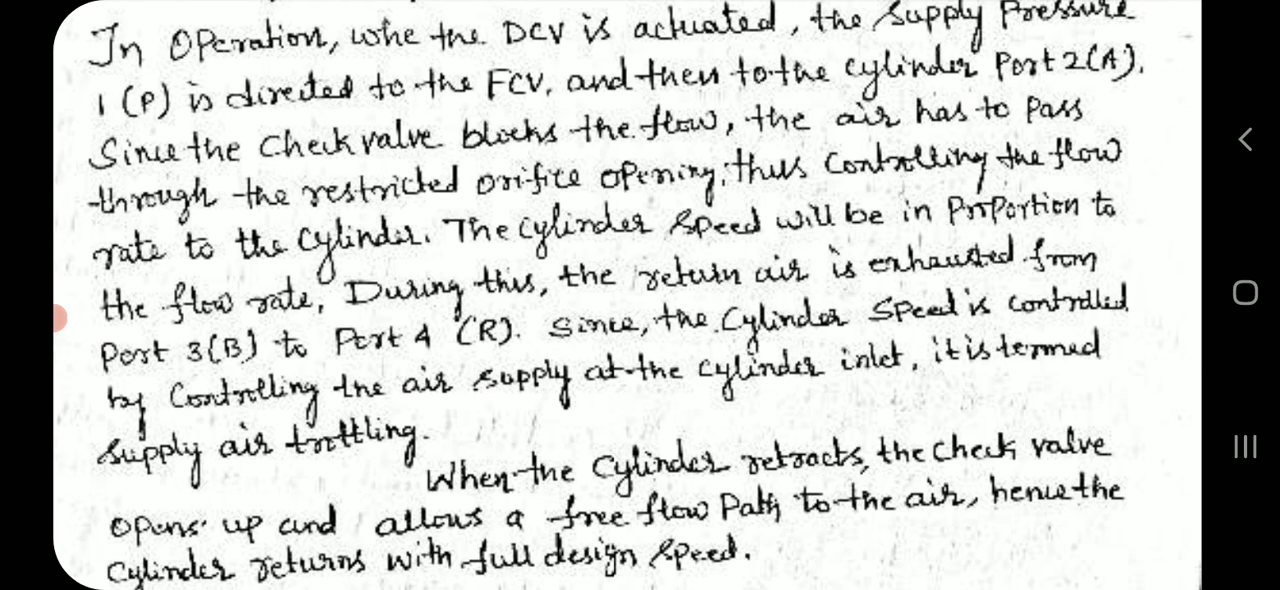 In Operation, whe the DCV is actuated, the Supply Pressure
1 (P) is directed to the FCV, and then to the cylinder Port 2(A).
Since the Check valve blocks the flow, the air has to Pass
through the restricted orifice opening, thus Controlling the flow
rate to the Cylinder. The Cylinder Speed will be in Proportion to
the flow rate, During this, the return air is exhausted from
Port 3(B) to Port 4 (R). Since, the Cylinder Speed is controlled
by Controlling the air supply at the cylinder inlet, it is termed
Supply air trottling.
When the Cylinder retracts, the Check valve
opens up and allows a free flow Path to the air, hence the
Cylinder returns with full design Speed.